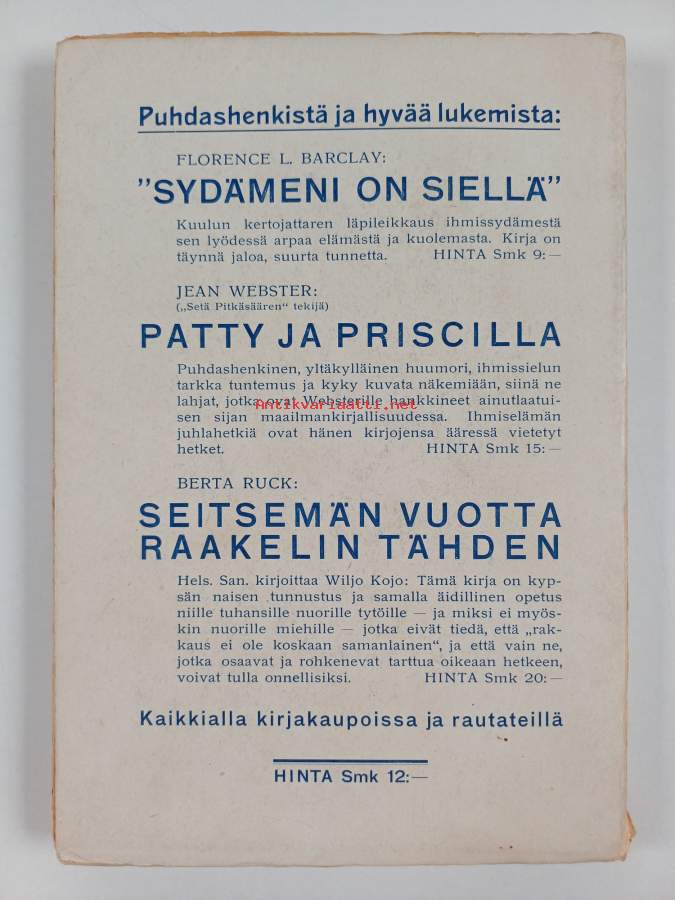 Puhdashenkistä ja hyvää lukemista:
FLORENCE L. BARCLAY:
”SYDÄMENI ON SIELLÄ”
Kuulun kertojattaren läpileikkaus ihmissydämestä
sen lyödessä arpaa elämästä ja kuolemasta. Kirja on
täynnä jaloa, suurta tunnetta. HINTA Smk 9:—
JEAN WEBSTER:
(„Setä Pitkäsäären“ tekijä)
PATTY JA PRISCILLA
Puhdashenkinen, yltäkylläinen huumori, ihmissielun
tarkka tuntemus ja kyky kuvata näkemiään, siinä ne
lahjat, jotka ovat Websterille hankkineet ainutlaatui-
Antikvariaatti.net
sen sijan maailmankirjallisuudessa. Ihmiselämän
juhlahetkiä ovat hänen kirjojensa ääressä vietetyt
hetket. HINTA Smk 15:—
BERTA RUCK:
SEITSEMÄN VUOTTA
RAAKELIN TÄHDEN
Hels. San. kirjoittaa Wiljo Kojo: Tämä kirja on kyp-
sän naisen tunnustus ja samalla äidillinen opetus
niille tuhansille nuorille tytöille — ja miksi ei myös-
kin nuorille miehille — jotka eivät tiedä, että „rak-
kaus ei ole koskaan samanlainen“, ja että vain ne,
jotka osaavat ja rohkenevat tarttua oikeaan hetkeen,
voivat tulla onnellisiksi. HINTA Smk 20:—
Kaikkialla kirjakaupoissa ja rautateillä
HINTA Smk 12:—